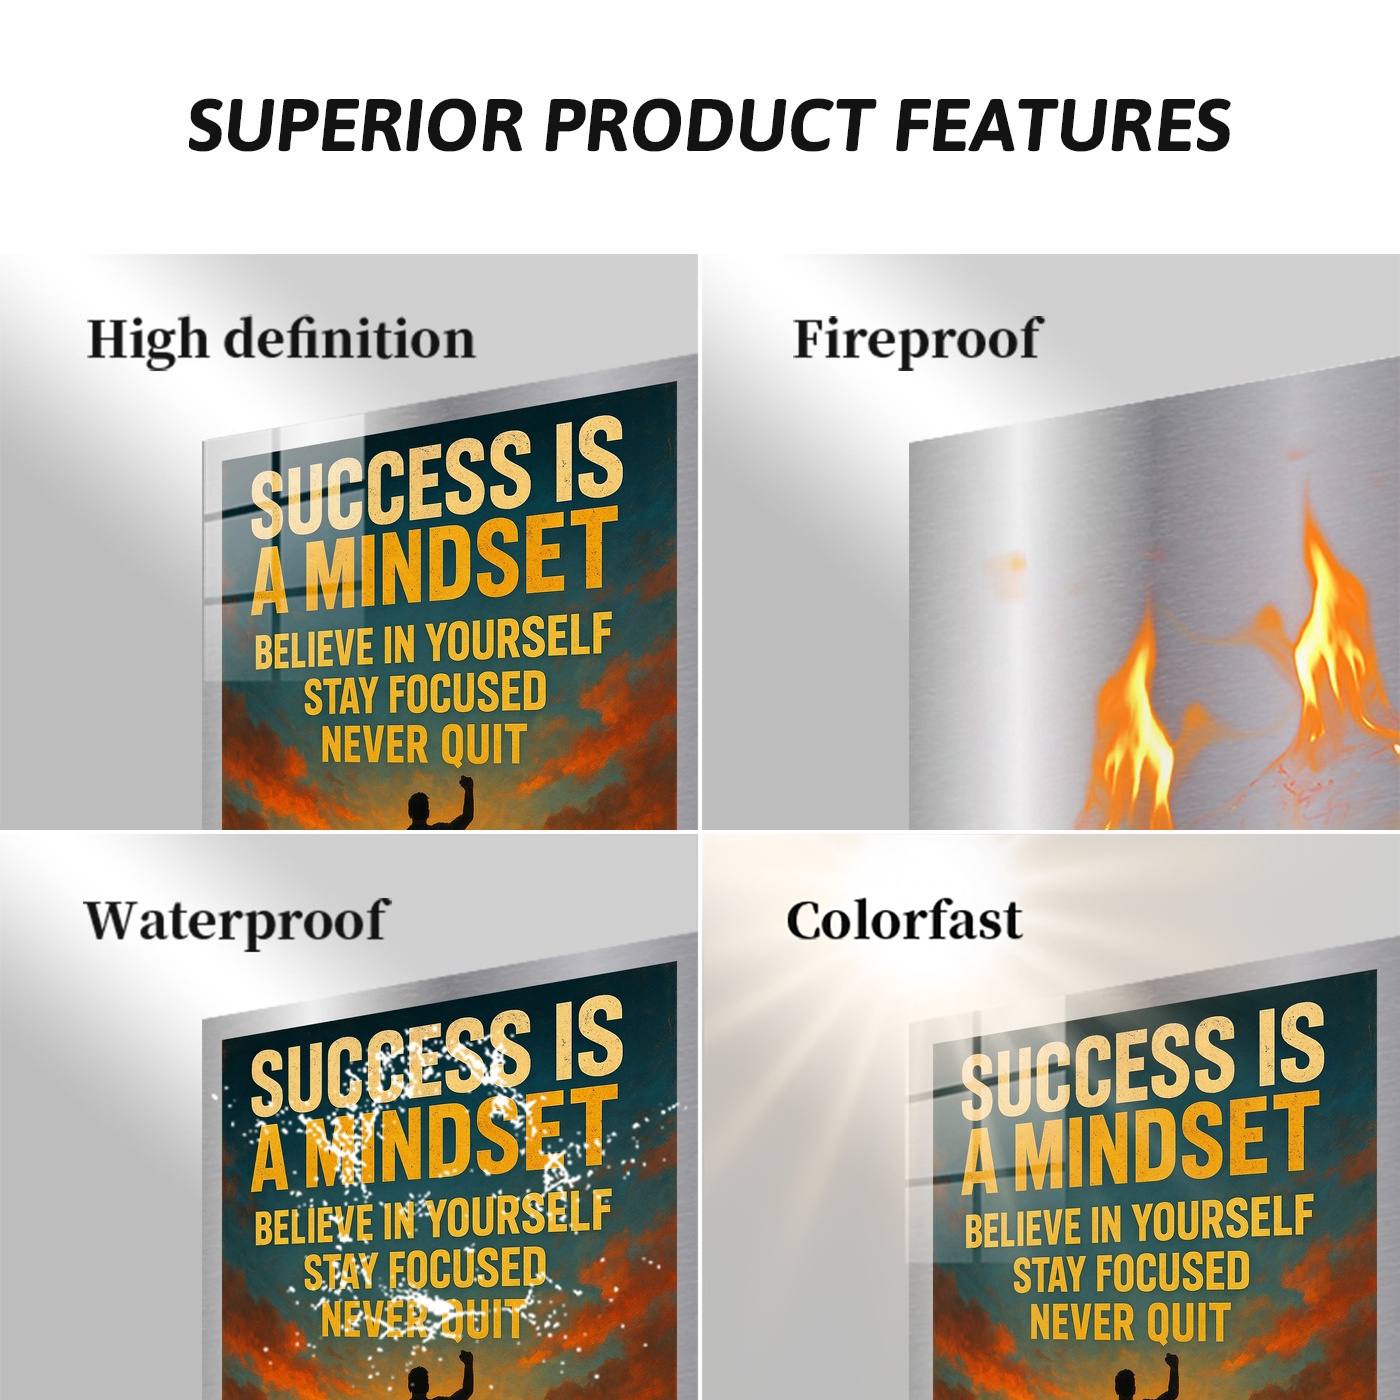 SUPERIOR PRODUCT FEATURES
High definition
SUCCESS IS
A MINDSET
BELIEVE IN YOURSELF
STAY FOCUSED
NEVER QUIT
Fireproof
Waterproof
SUCCESS IS
A MINDSET
BELIEVE IN YOURSELF
STAY FOCUSED
NEVER QUIT
Colorfast
SUCCESS IS
A MINDSET
BELIEVE IN YOURSELF
STAY FOCUSED
NEVER QUIT